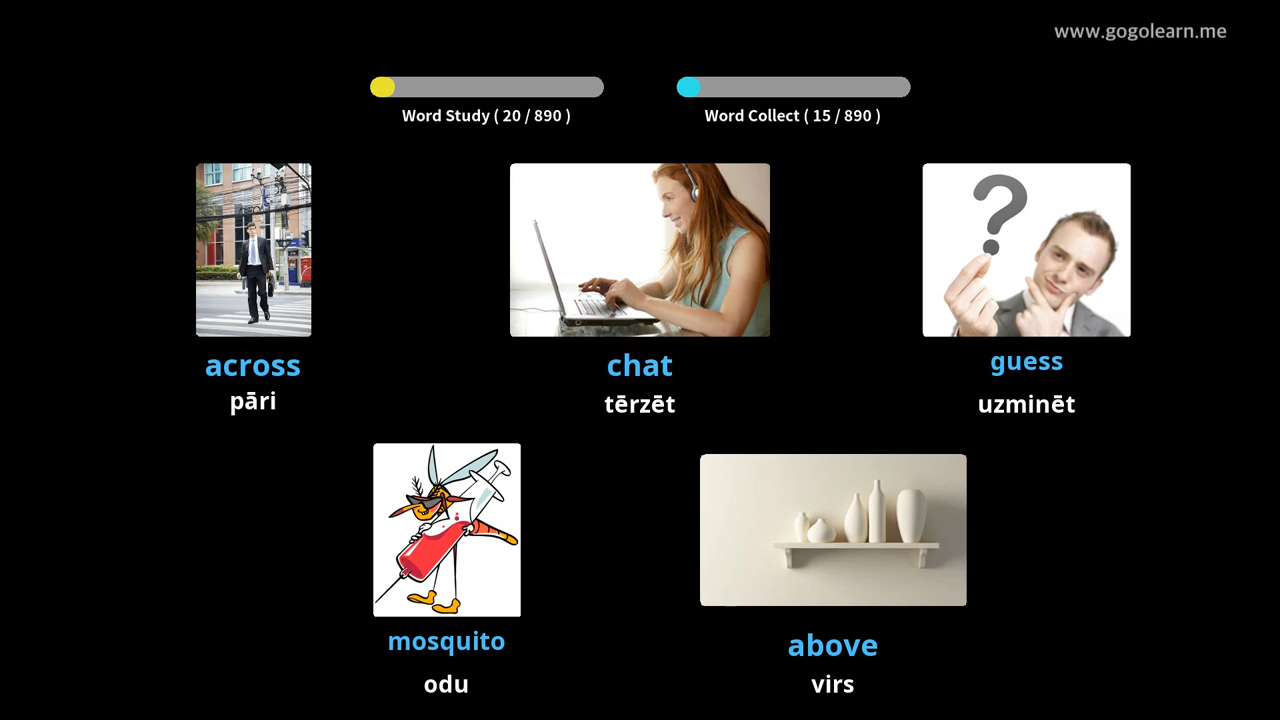 www.gogolearn.me
Word Study ( 20 / 890 )
Word Collect ( 15 / 890 )
across
pāri
chat
tērzēt
guess
uzminēt
mosquito
odu
above
virs